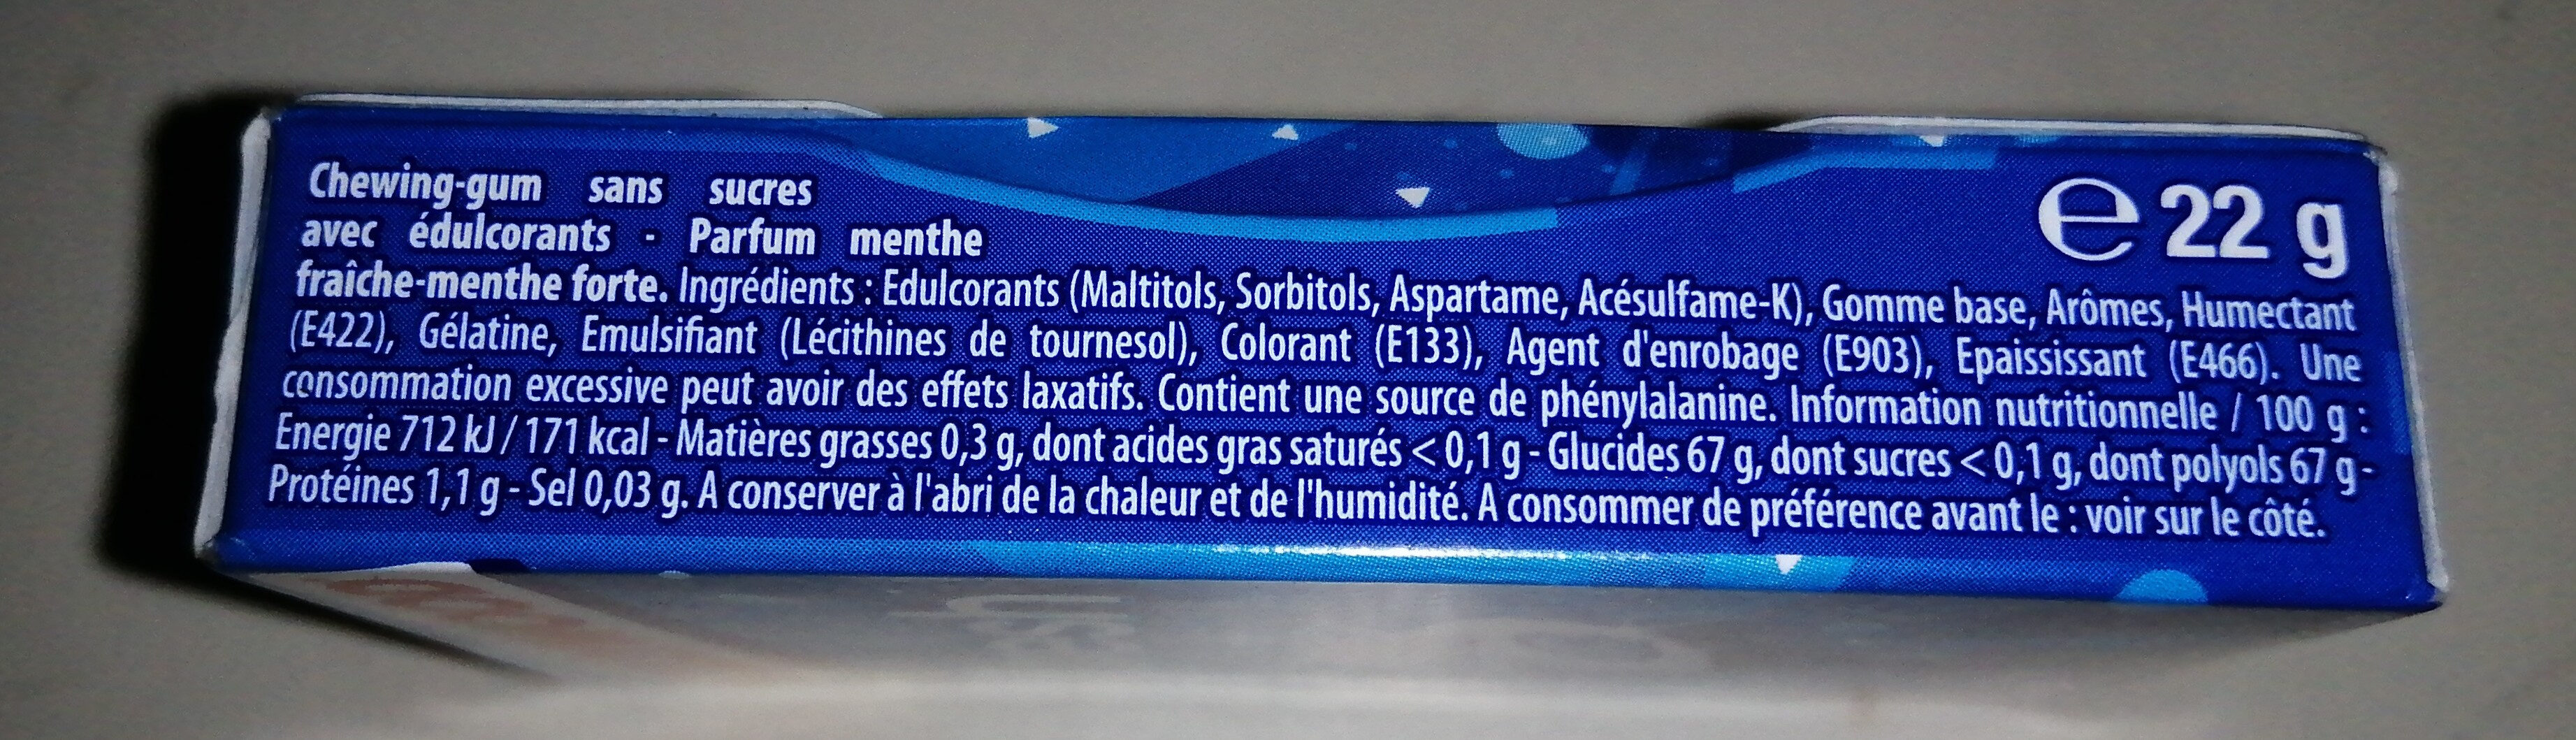 Chewing-gum sans sucres
avec édulcorants - Parfum menthe
fraîche-menthe forte. Ingrédients : Edulcorants (Maltitols, Sorbitols, Aspartame, Acésulfame-K), Gomme base, Arômes, Humectant
(E422), Gélatine, Emulsifiant (Lécithines de tournesol), Colorant (E133), Agent d'enrobage (E903), Epaississant (E466). Une
consommation excessive peut avoir des effets laxatifs. Contient une source de phénylalanine. Information nutritionnelle / 100 g :
Energie 712 kJ / 171 kcal - Matières grasses 0,3 g, dont acides gras saturés < 0,1 g - Glucides 67 g, dont sucres < 0,1 g, dont polyols 67 g -
Protéines 1,1 g - Sel 0,03 g. A conserver à l'abri de la chaleur et de l'humidité. A consommer de préférence avant le : voir sur le côté.
℮ 22 g